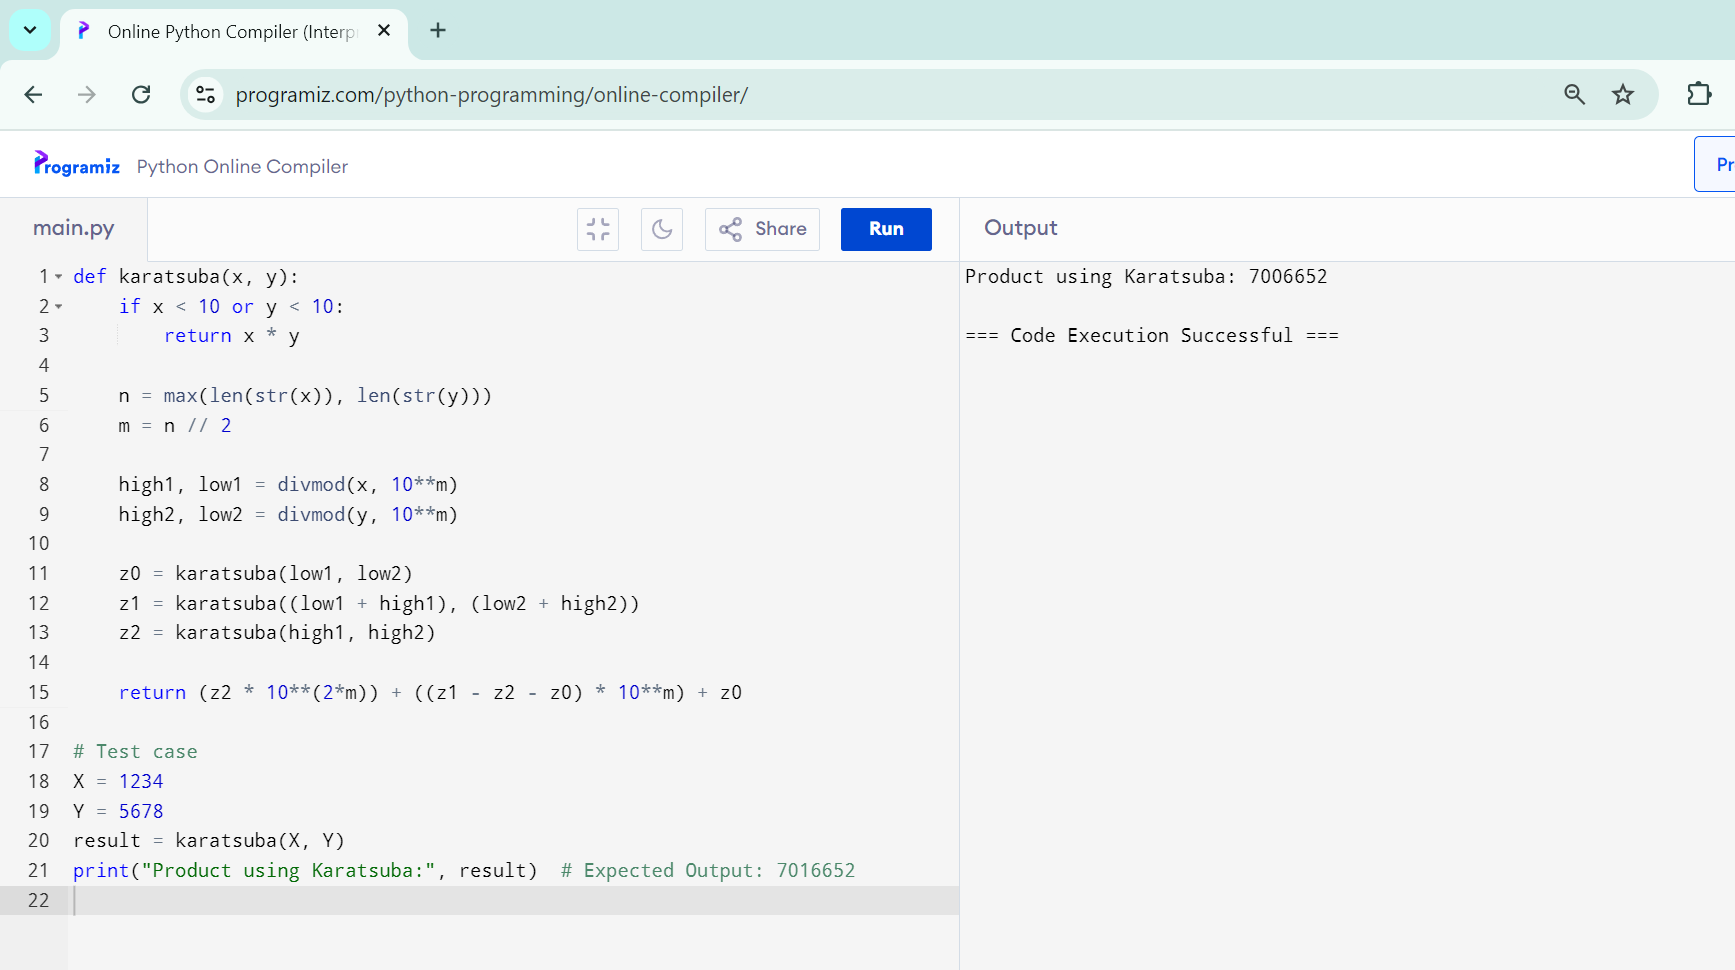 Online Python Compiler (Interp
programiz.com/python-programming/online-compiler/
Programiz Python Online Compiler
Pr
main.py
Share
Run
Output
1 def karatsuba(x, y):
2     if x < 10 or y < 10:
3         return x * y
4
5     n = max(len(str(x)), len(str(y)))
6     m = n // 2
7
8     high1, low1 = divmod(x, 10**m)
9     high2, low2 = divmod(y, 10**m)
10
11     z0 = karatsuba(low1, low2)
12     z1 = karatsuba((low1 + high1), (low2 + high2))
13     z2 = karatsuba(high1, high2)
14
15     return (z2 * 10**(2*m)) + ((z1 - z2 - z0) * 10**m) + z0
16
17 # Test case
18 X = 1234
19 Y = 5678
20 result = karatsuba(X, Y)
21 print("Product using Karatsuba:", result)  # Expected Output: 7016652
22
Product using Karatsuba: 7006652
=== Code Execution Successful ===